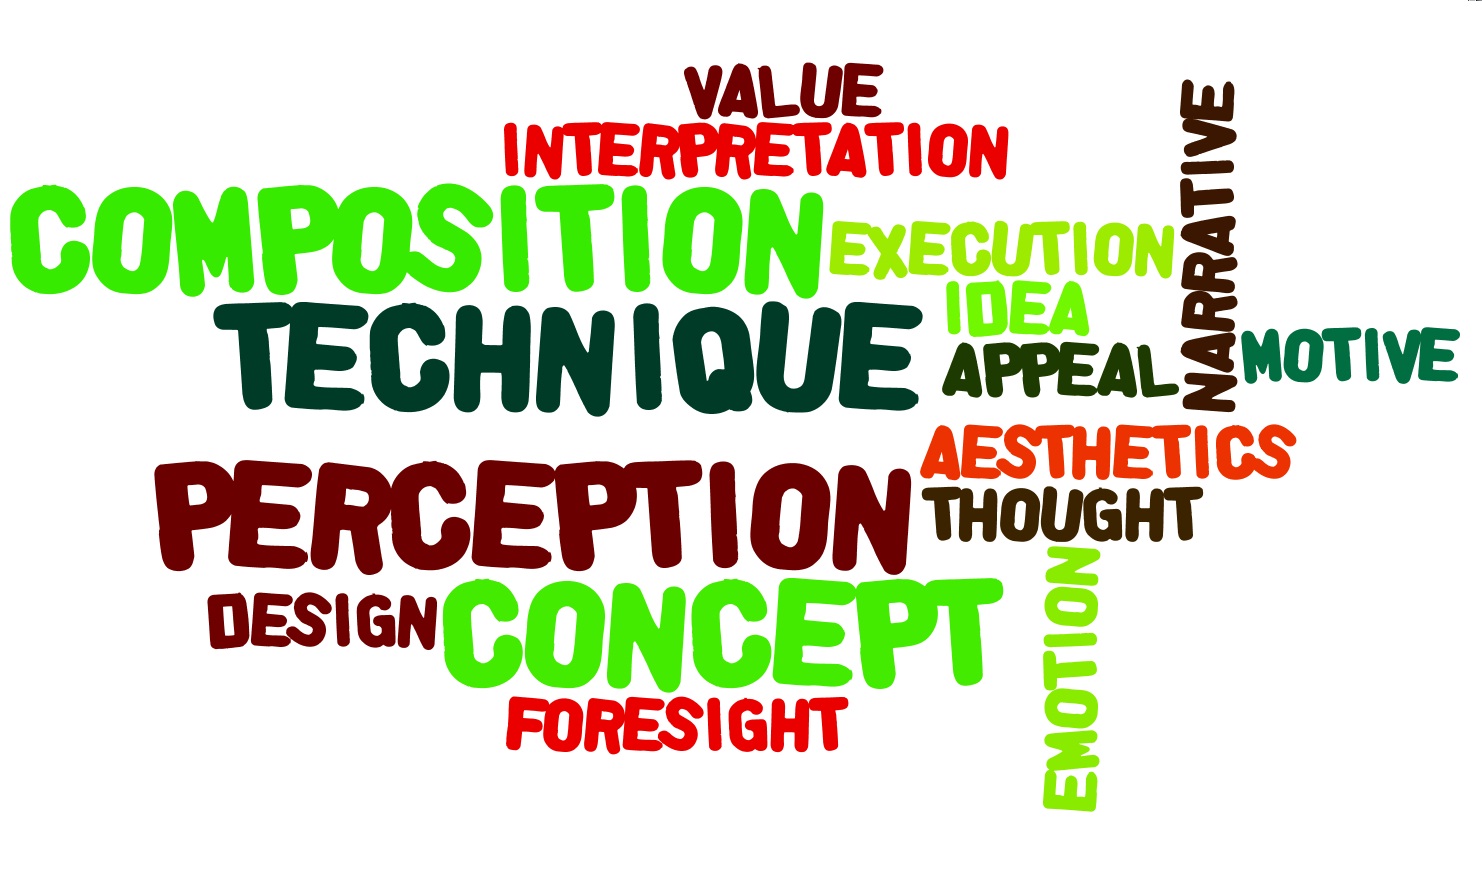 VALUE
INTERPRETATION
COMPOSITION
EXECUTION
NARRATIVE
IDEA
TECHNIQUE
APPEAL
MOTIVE
AESTHETICS
PERCEPTION
THOUGHT
EMOTION
DESIGN
CONCEPT
FORESIGHT